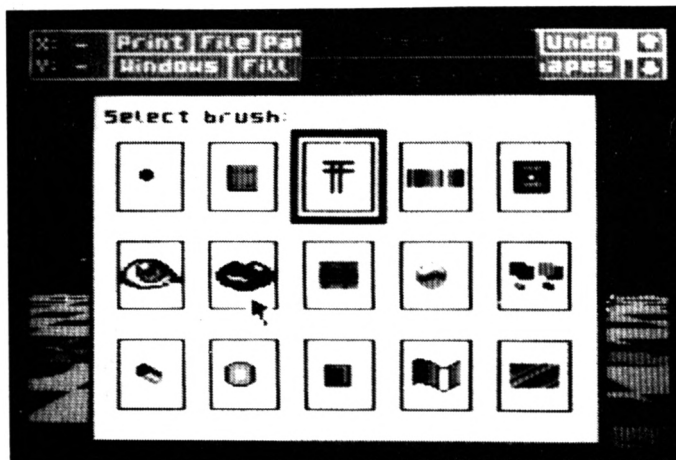 X: – Print File Pa Undo
Y: – Windows Fill apes
Select brush: